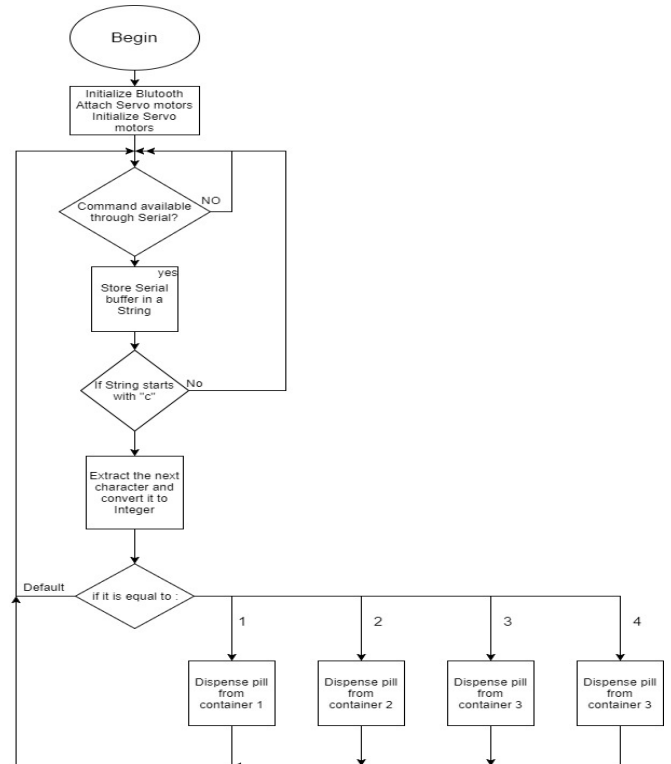 Begin
Initialize Blutooth
Attach Servo motors
Initialize Servo
motors
Command available
through Serial?
NO
yes
Store Serial
buffer in a
String
If String starts
with "c"
No
Extract the next
character and
convert it to
Integer
Default
if it is equal to :
1
2
3
4
Dispense pill
from
container 1
Dispense pill
from
container 2
Dispense pill
from
container 3
Dispense pill
from
container 3